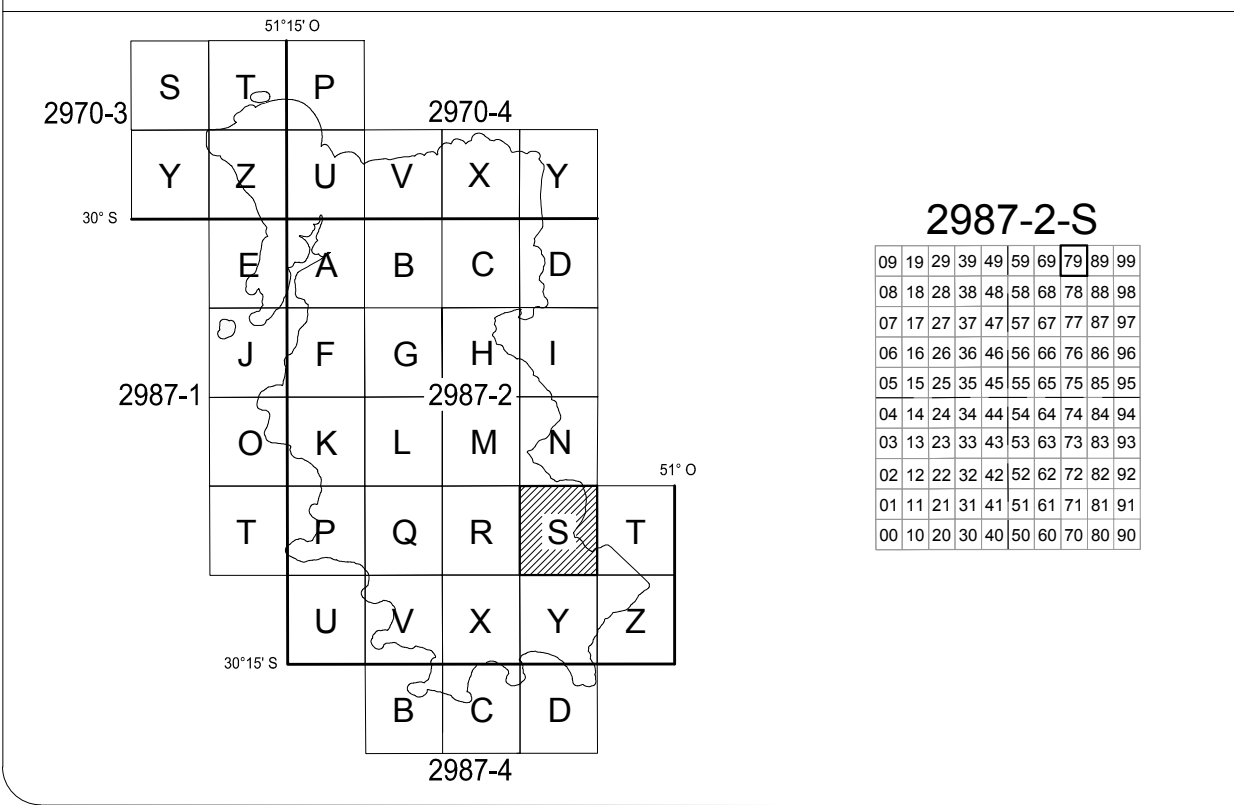 51°15' O
S T P
2970-3 2970-4
Y Z U V X Y
30° S
E A B C D
J F G H I
2987-1 2987-2
O K L M N
51° O
T P Q R S T
U V X Y Z
30°15' S
B C D
2987-4
2987-2-S
09 19 29 39 49 59 69 79 89 99
08 18 28 38 48 58 68 78 88 98
07 17 27 37 47 57 67 77 87 97
06 16 26 36 46 56 66 76 86 96
05 15 25 35 45 55 65 75 85 95
04 14 24 34 44 54 64 74 84 94
03 13 23 33 43 53 63 73 83 93
02 12 22 32 42 52 62 72 82 92
01 11 21 31 41 51 61 71 81 91
00 10 20 30 40 50 60 70 80 90